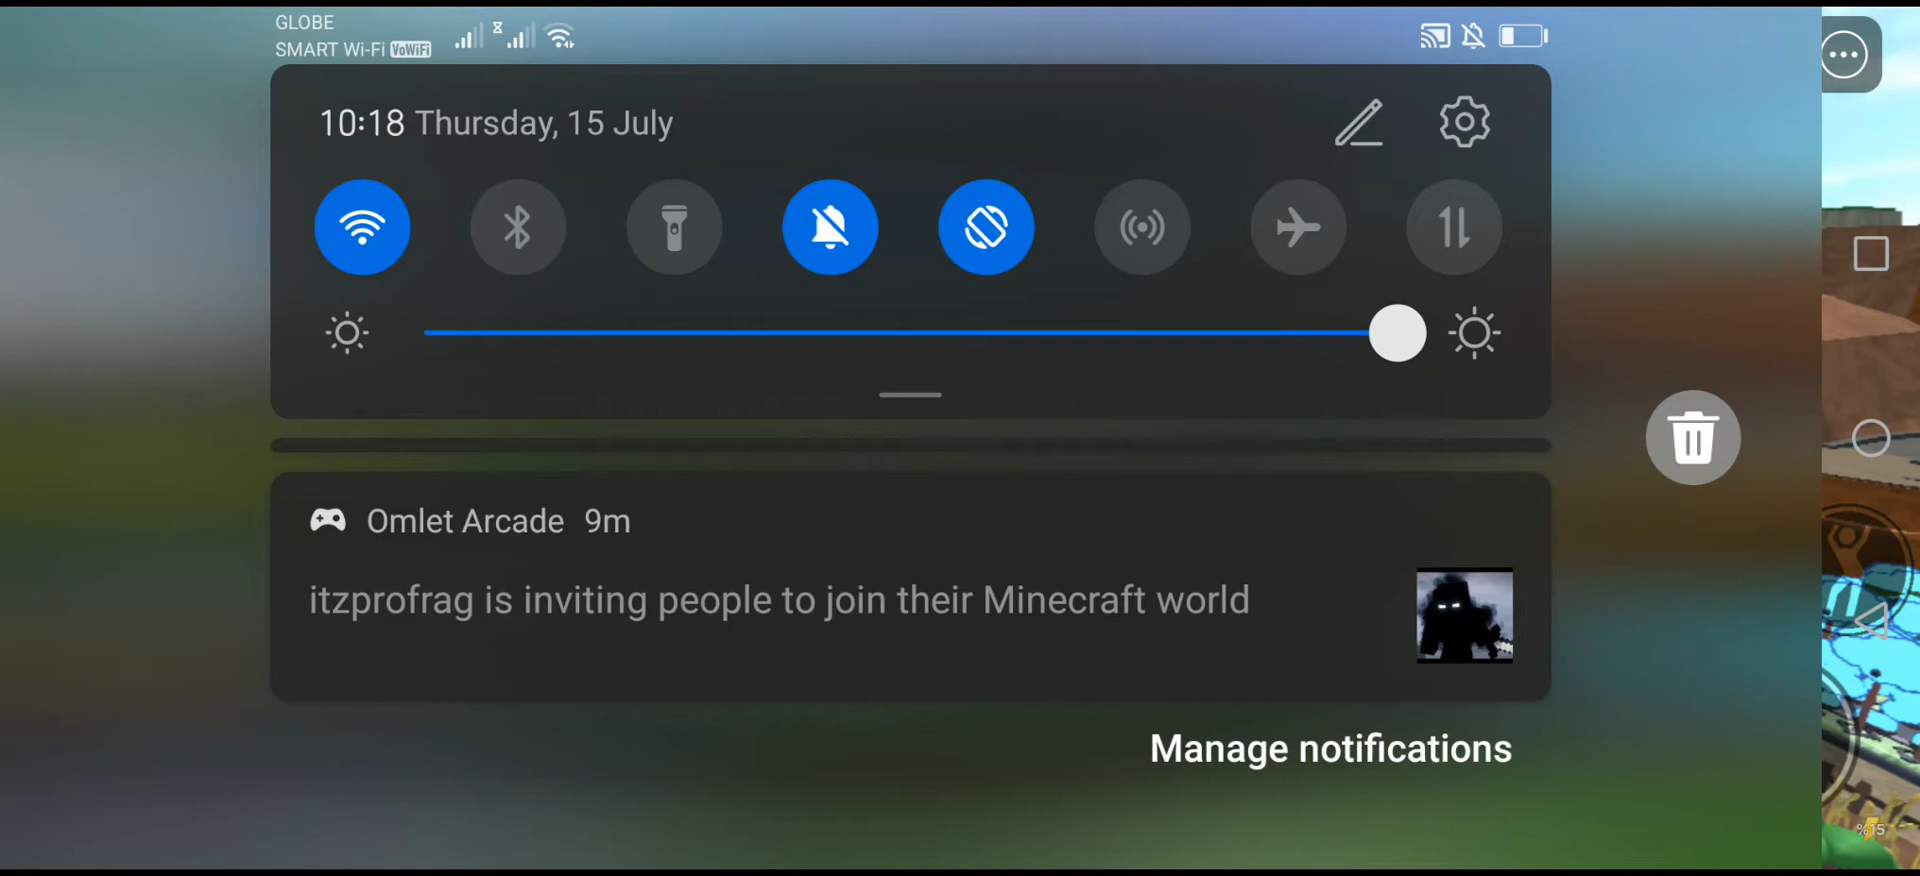 GLOBE
SMART Wi-Fi VoWiFi
10:18 Thursday, 15 July
Omlet Arcade 9m
itzprofrag is inviting people to join their Minecraft world
Manage notifications
%15